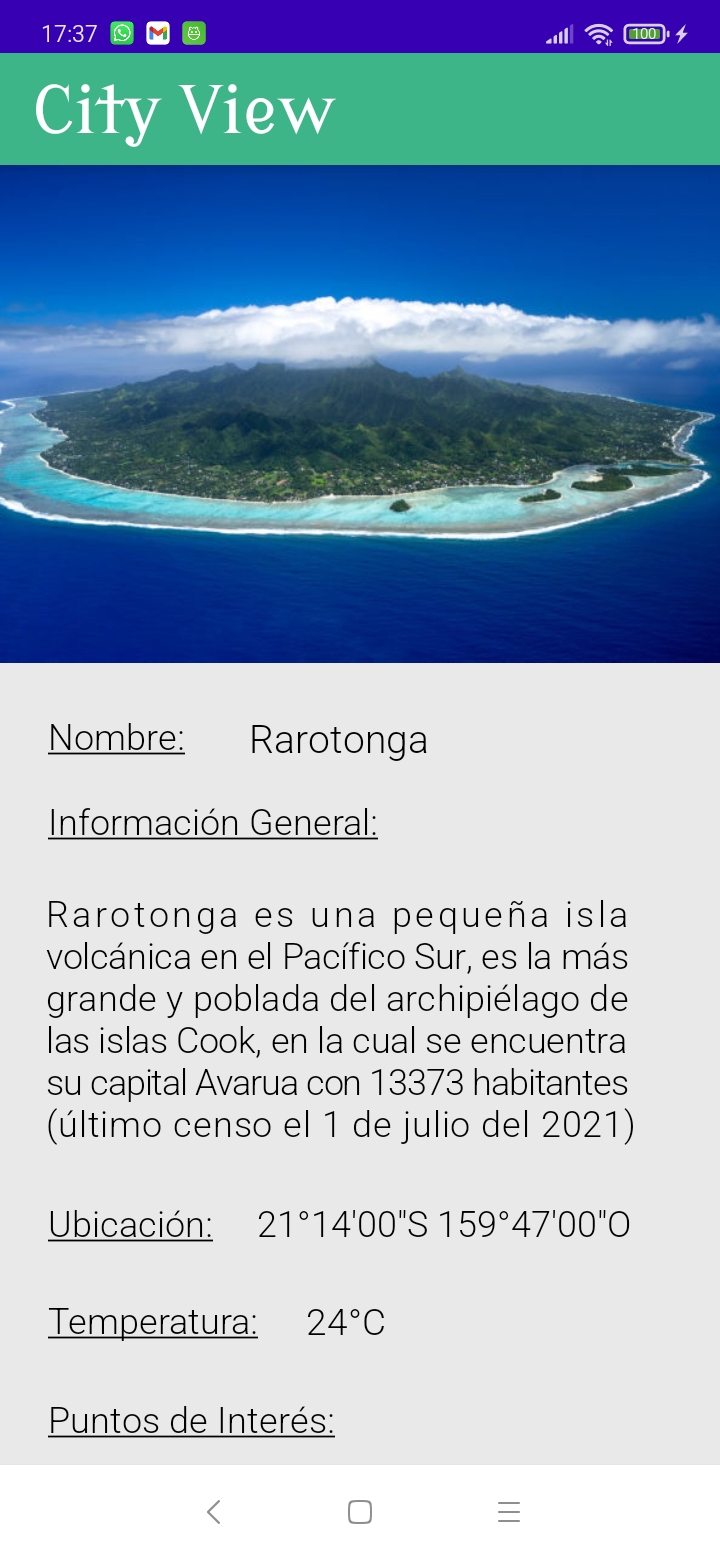 17:37
100
City View
Nombre: Rarotonga
Información General:
Rarotonga es una pequeña isla
volcánica en el Pacífico Sur, es la más
grande y poblada del archipiélago de
las islas Cook, en la cual se encuentra
su capital Avarua con 13373 habitantes
(último censo el 1 de julio del 2021)
Ubicación: 21°14'00"S 159°47'00"O
Temperatura: 24°C
Puntos de Interés: